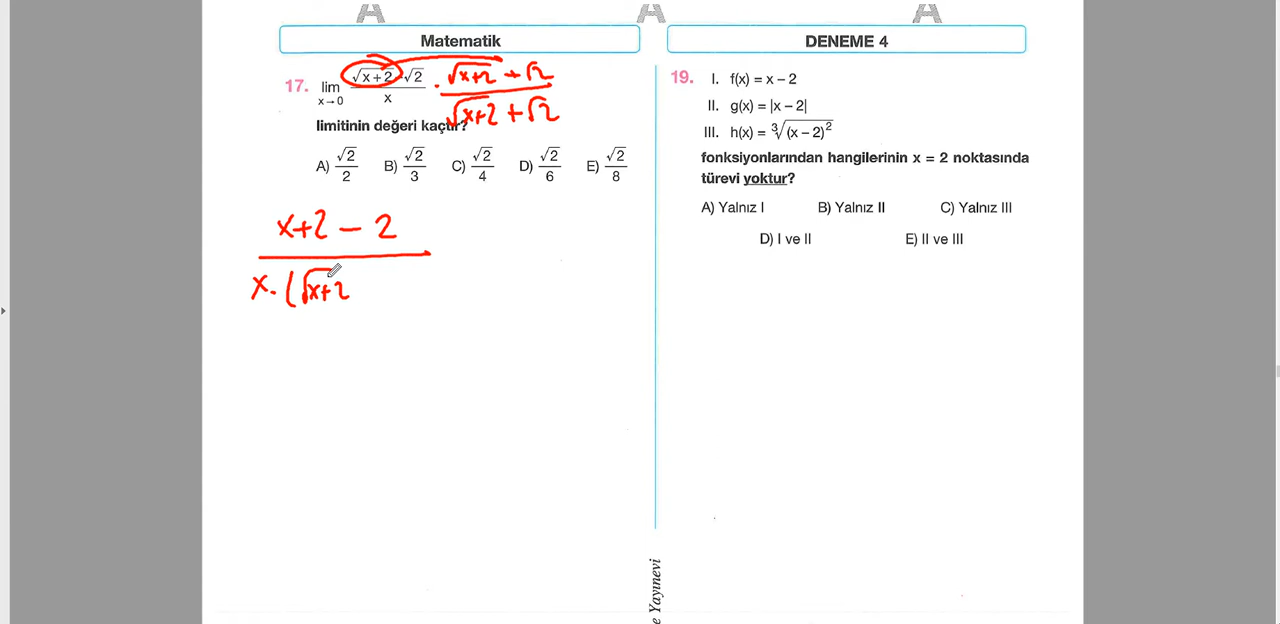 A A A
Matematik
17. lim x→0 √x+2 - √2 / x · √x+2 + √2 / √x+2 + √2
limitinin değeri kaçtır?
A) √2/2 B) √2/3 C) √2/4 D) √2/6 E) √2/8
x+2 - 2
x · (√x+2
DENEME 4
19. I. f(x) = x – 2
II. g(x) = |x – 2|
III. h(x) = ∛(x – 2)²
fonksiyonlarından hangilerinin x = 2 noktasında
türevi yoktur?
A) Yalnız I B) Yalnız II C) Yalnız III
D) I ve II E) II ve III
e Yayınevi